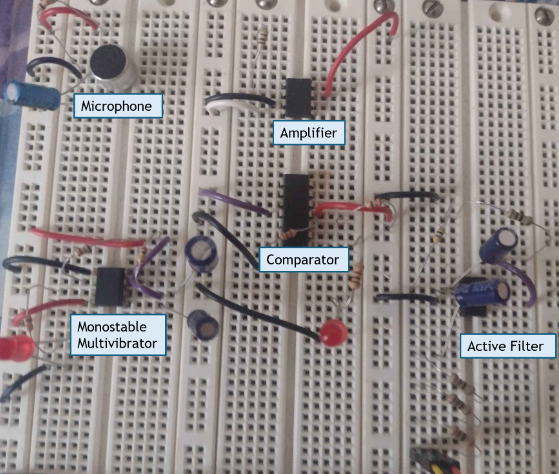 Microphone
Amplifier
Comparator
Monostable
Multivibrator
Active Filter